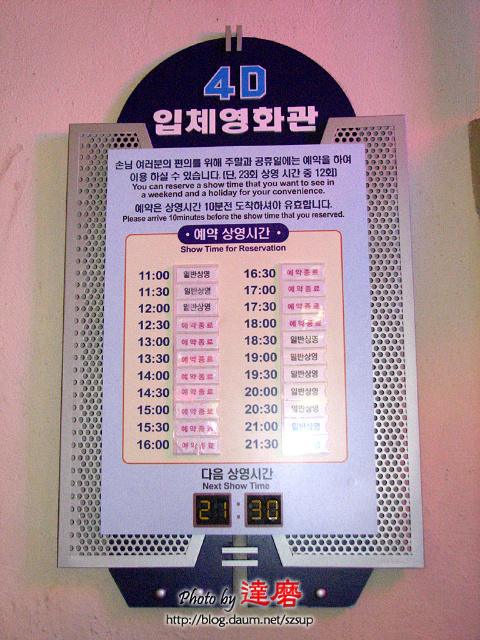 4D
입체영화관
손님 여러분의 편의를 위해 주말과 공휴일에는 예약을 하여
이용 하실 수 있습니다. (단, 23회 상영 시간 중 12회)
You can reserve a show time that you want to see in
a weekend and a holiday for your convenience.
예약은 상영시간 10분전 도착하셔야 유효합니다.
Please arrive 10minutes before the show time that you reserved.
• 예약 상영시간 •
Show Time for Reservation
11:00 일반상영
11:30 일반상영
12:00 일반상영
12:30 예약종료
13:00 예약종료
13:30 예약종료
14:00 예약종료
14:30 예약종료
15:00 예약종료
15:30 예약종료
16:00 예약종료
16:30 예약종료
17:00 예약종료
17:30 예약종료
18:00 예약종료
18:30 일반상영
19:00 일반상영
19:30 일반상영
20:00 일반상영
20:30 일반상영
21:00 일반상영
21:30
다음 상영시간
Next Show Time
21:30
Photo by 達磨
http://blog.daum.net/szsup